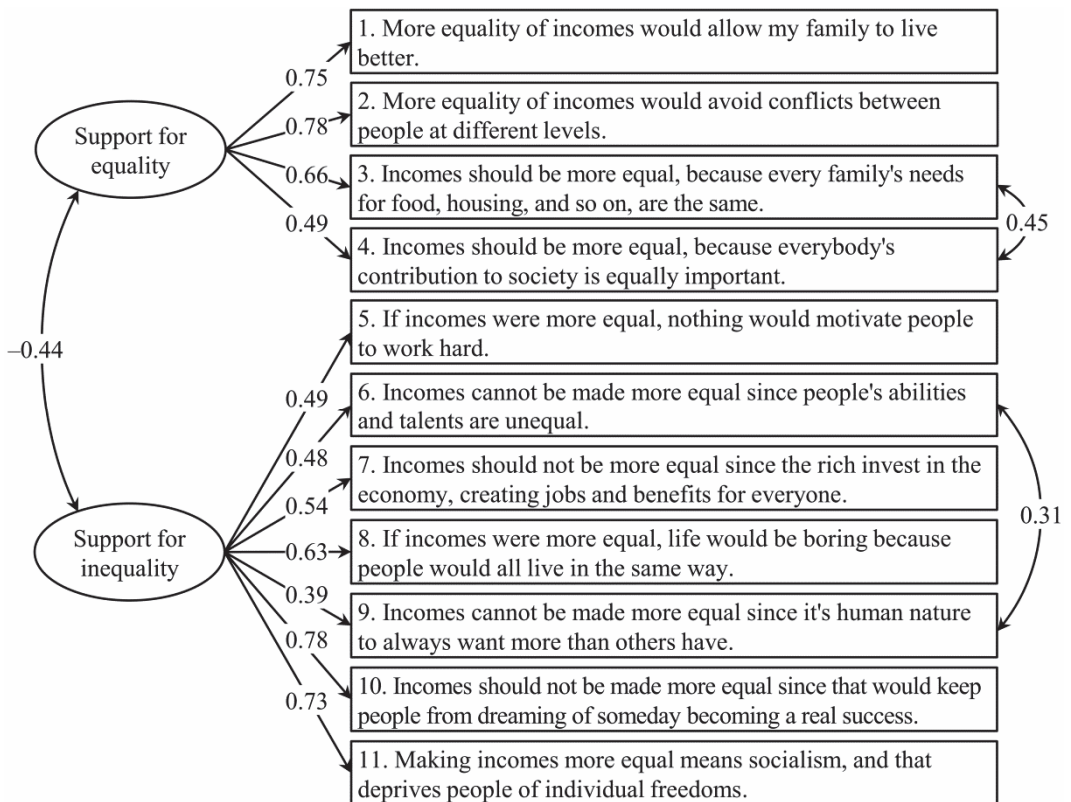 1. More equality of incomes would allow my family to live
better.
0.75
2. More equality of incomes would avoid conflicts between
people at different levels.
0.78
Support for
equality
3. Incomes should be more equal, because every family's needs
for food, housing, and so on, are the same.
0.66
0.45
4. Incomes should be more equal, because everybody's
contribution to society is equally important.
0.49
–0.44
5. If incomes were more equal, nothing would motivate people
to work hard.
0.49
6. Incomes cannot be made more equal since people's abilities
and talents are unequal.
0.48
7. Incomes should not be more equal since the rich invest in the
economy, creating jobs and benefits for everyone.
0.54
0.31
Support for
inequality
8. If incomes were more equal, life would be boring because
people would all live in the same way.
0.63
9. Incomes cannot be made more equal since it's human nature
to always want more than others have.
0.39
10. Incomes should not be made more equal since that would keep
people from dreaming of someday becoming a real success.
0.78
11. Making incomes more equal means socialism, and that
deprives people of individual freedoms.
0.73